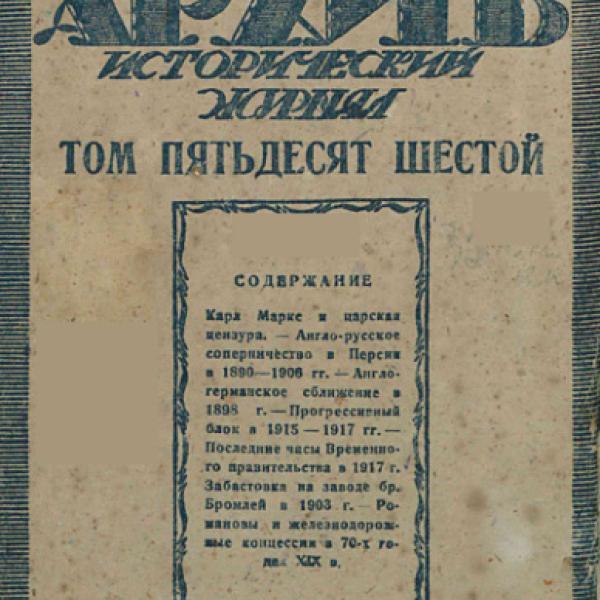 АРХИВ
ИСТОРИЧЕСКИЙ
ЖУРНАЛ
ТОМ ПЯТЬДЕСЯТ ШЕСТОЙ
СОДЕРЖАНИЕ
Карл Маркс и царская
цензура. — Англо-русское
соперничество в Персии
в 1890—1906 гг. — Англо-
германское сближение в
1898 г. — Прогрессивный
блок в 1915 — 1917 гг. —
Последние часы Временно-
го правительства в 1917 г.
Забастовка на заводе бр.
Бромлей в 1903 г. — Ро-
мановы и железнодорож-
ные концессии в 70-х го-
дах XIX в.